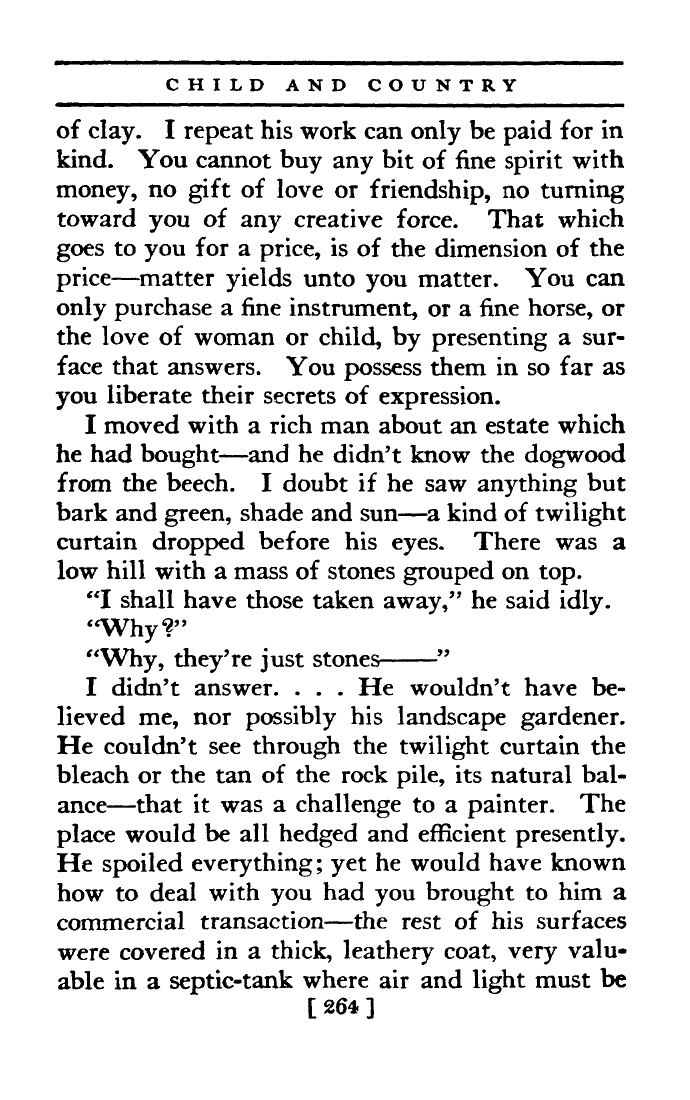 CHILD AND COUNTRY
of clay. I repeat his work can only be paid for in
kind. You cannot buy any bit of fine spirit with
money, no gift of love or friendship, no turning
toward you of any creative force. That which
goes to you for a price, is of the dimension of the
price—matter yields unto you matter. You can
only purchase a fine instrument, or a fine horse, or
the love of woman or child, by presenting a sur-
face that answers. You possess them in so far as
you liberate their secrets of expression.
I moved with a rich man about an estate which
he had bought—and he didn't know the dogwood
from the beech. I doubt if he saw anything but
bark and green, shade and sun—a kind of twilight
curtain dropped before his eyes. There was a
low hill with a mass of stones grouped on top.
"I shall have those taken away," he said idly.
"Why?"
"Why, they're just stones——"
I didn't answer. . . . He wouldn't have be-
lieved me, nor possibly his landscape gardener.
He couldn't see through the twilight curtain the
bleach or the tan of the rock pile, its natural bal-
ance—that it was a challenge to a painter. The
place would be all hedged and efficient presently.
He spoiled everything; yet he would have known
how to deal with you had you brought to him a
commercial transaction—the rest of his surfaces
were covered in a thick, leathery coat, very valu-
able in a septic-tank where air and light must be
[ 264 ]